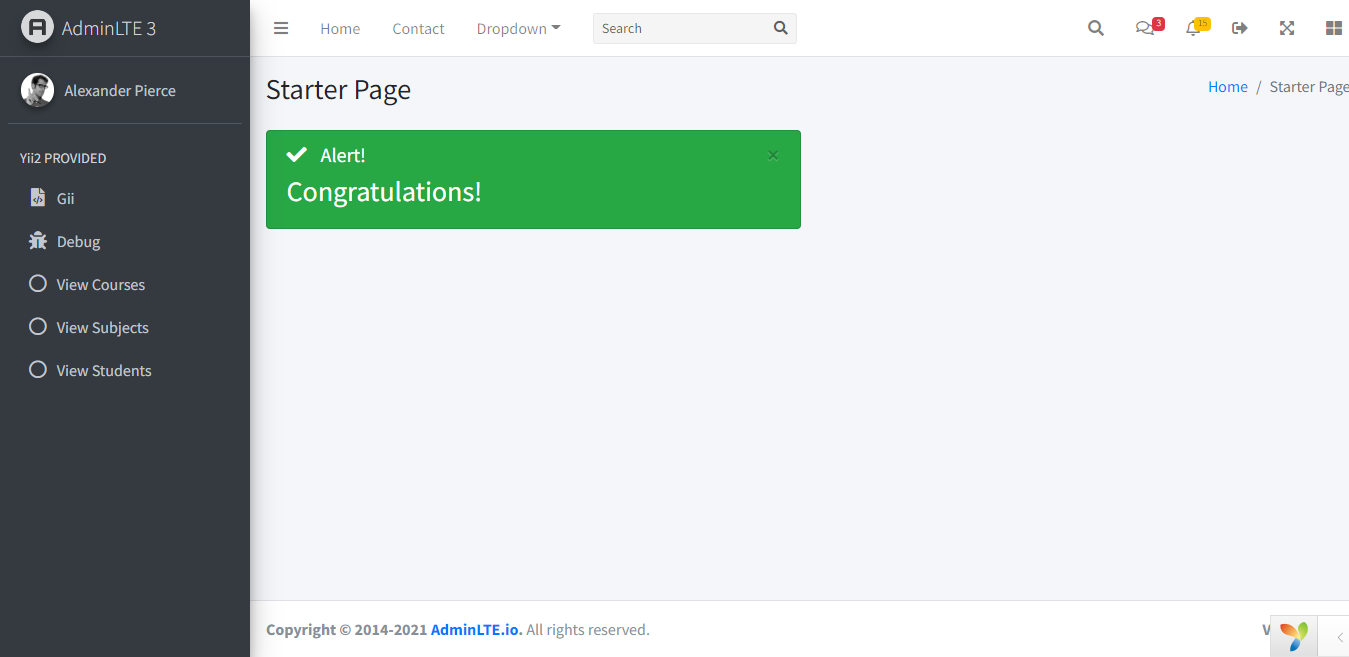 AdminLTE 3
Home
Contact
Dropdown
Search
3
15
Alexander Pierce
Starter Page
Home / Starter Page
Yii2 PROVIDED
Gii
Debug
View Courses
View Subjects
View Students
Alert!
×
Congratulations!
Copyright © 2014-2021 AdminLTE.io. All rights reserved.